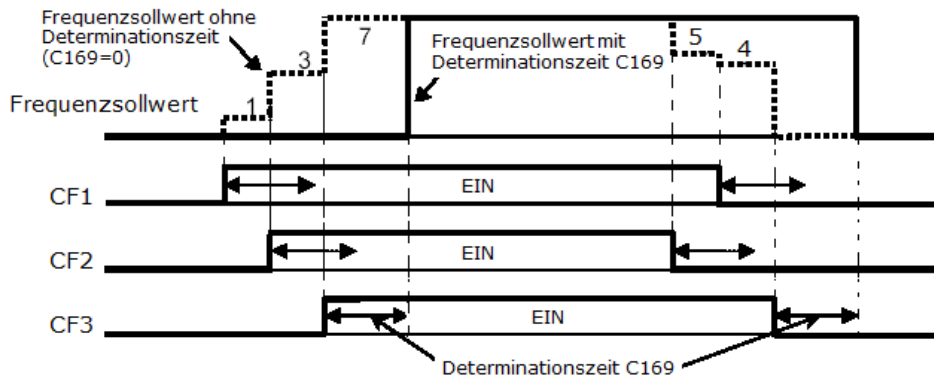 Frequenzsollwert ohne
Determinationszeit
(C169=0)
1
3
7
Frequenzsollwert mit
Determinationszeit C169
5
4
Frequenzsollwert
CF1
EIN
CF2
EIN
CF3
EIN
Determinationszeit C169